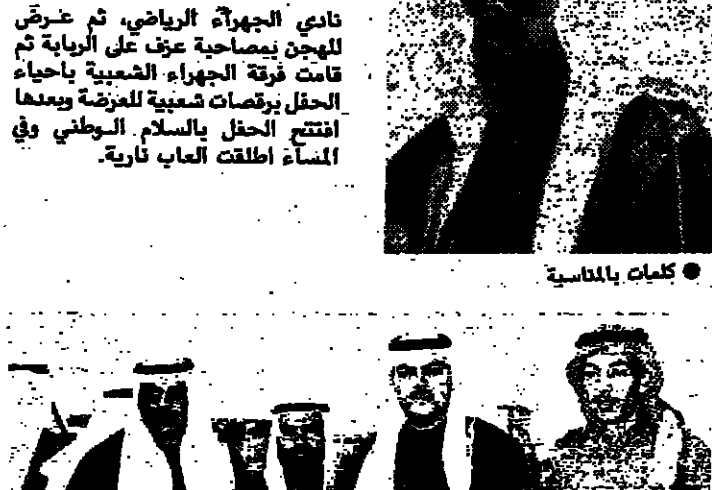 نادي الجهراء الرياضي، ثم عرض
للهجن بمصاحبة عزف على الربابة ثم
قامت فرقة الجهراء الشعبية باحياء
الحفل برقصات شعبية للعرضة وبعدها
افتتح الحفل بالسلام الوطني وفي
المساء اطلقت العاب نارية.
● كلمات بالمناسبة